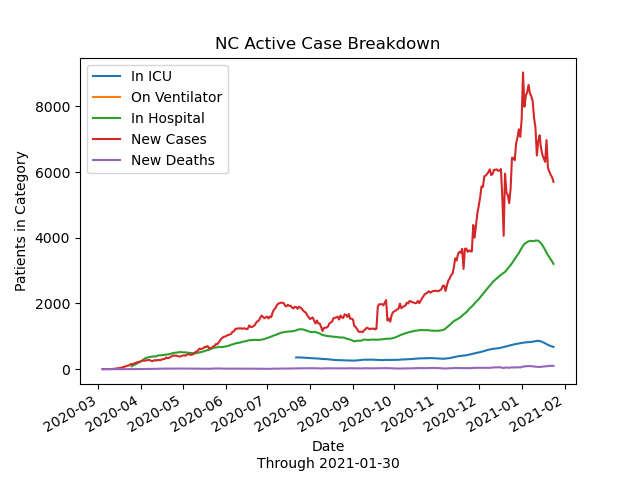 NC Active Case Breakdown
In ICU
On Ventilator
In Hospital
New Cases
New Deaths
Patients in Category
8000
6000
4000
2000
0
2020-03
2020-04
2020-05
2020-06
2020-07
2020-08
2020-09
2020-10
2020-11
2020-12
2021-01
2021-02
Date
Through 2021-01-30